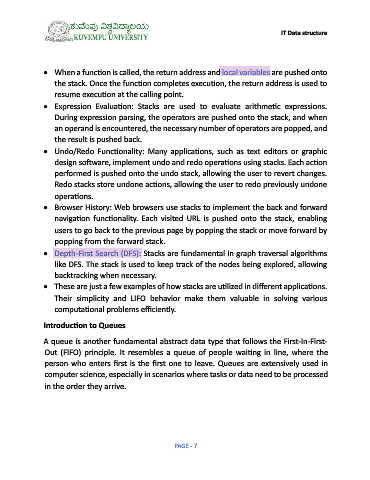 ಕುವೆಂಪು ವಿಶ್ವವಿದ್ಯಾಲಯ
KUVEMPU UNIVERSITY
IT Data structure
• When a function is called, the return address and local variables are pushed onto
the stack. Once the function completes execution, the return address is used to
resume execution at the calling point.
• Expression Evaluation: Stacks are used to evaluate arithmetic expressions.
During expression parsing, the operators are pushed onto the stack, and when
an operand is encountered, the necessary number of operators are popped, and
the result is pushed back.
• Undo/Redo Functionality: Many applications, such as text editors or graphic
design software, implement undo and redo operations using stacks. Each action
performed is pushed onto the undo stack, allowing the user to revert changes.
Redo stacks store undone actions, allowing the user to redo previously undone
operations.
• Browser History: Web browsers use stacks to implement the back and forward
navigation functionality. Each visited URL is pushed onto the stack, enabling
users to go back to the previous page by popping the stack or move forward by
popping from the forward stack.
• Depth-First Search (DFS): Stacks are fundamental in graph traversal algorithms
like DFS. The stack is used to keep track of the nodes being explored, allowing
backtracking when necessary.
• These are just a few examples of how stacks are utilized in different applications.
Their simplicity and LIFO behavior make them valuable in solving various
computational problems efficiently.
Introduction to Queues
A queue is another fundamental abstract data type that follows the First-In-First-
Out (FIFO) principle. It resembles a queue of people waiting in line, where the
person who enters first is the first one to leave. Queues are extensively used in
computer science, especially in scenarios where tasks or data need to be processed
in the order they arrive.
PAGE - 7